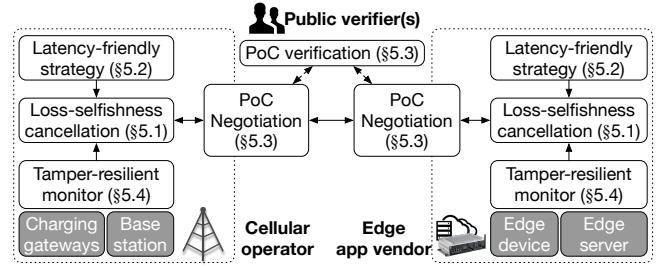 Public verifier(s)
PoC verification (§5.3)
Latency-friendly
strategy (§5.2)
Loss-selfishness
cancellation (§5.1)
Tamper-resilient
monitor (§5.4)
Charging
gateways
Base
station
PoC
Negotiation
(§5.3)
Cellular
operator
PoC
Negotiation
(§5.3)
Edge
app vendor
Latency-friendly
strategy (§5.2)
Loss-selfishness
cancellation (§5.1)
Tamper-resilient
monitor (§5.4)
Edge
device
Edge
server